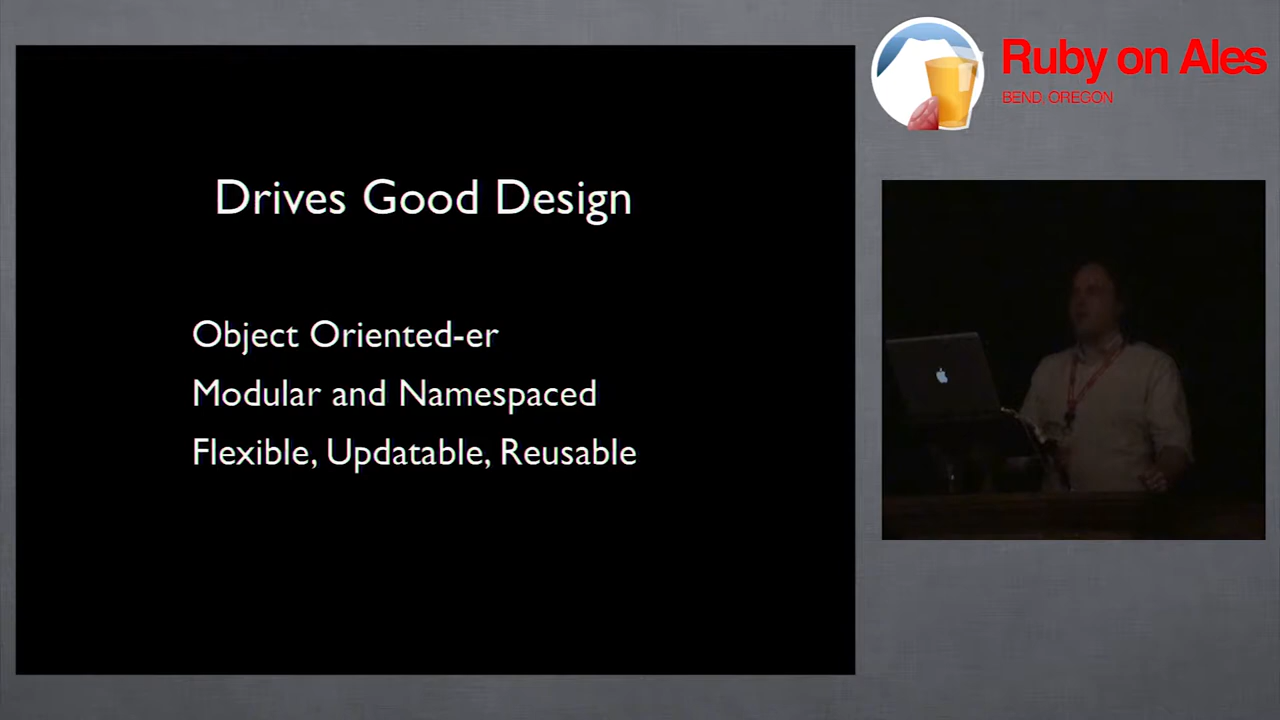 Ruby on Ales
BEND, OREGON
Drives Good Design
Object Oriented-er
Modular and Namespaced
Flexible, Updatable, Reusable